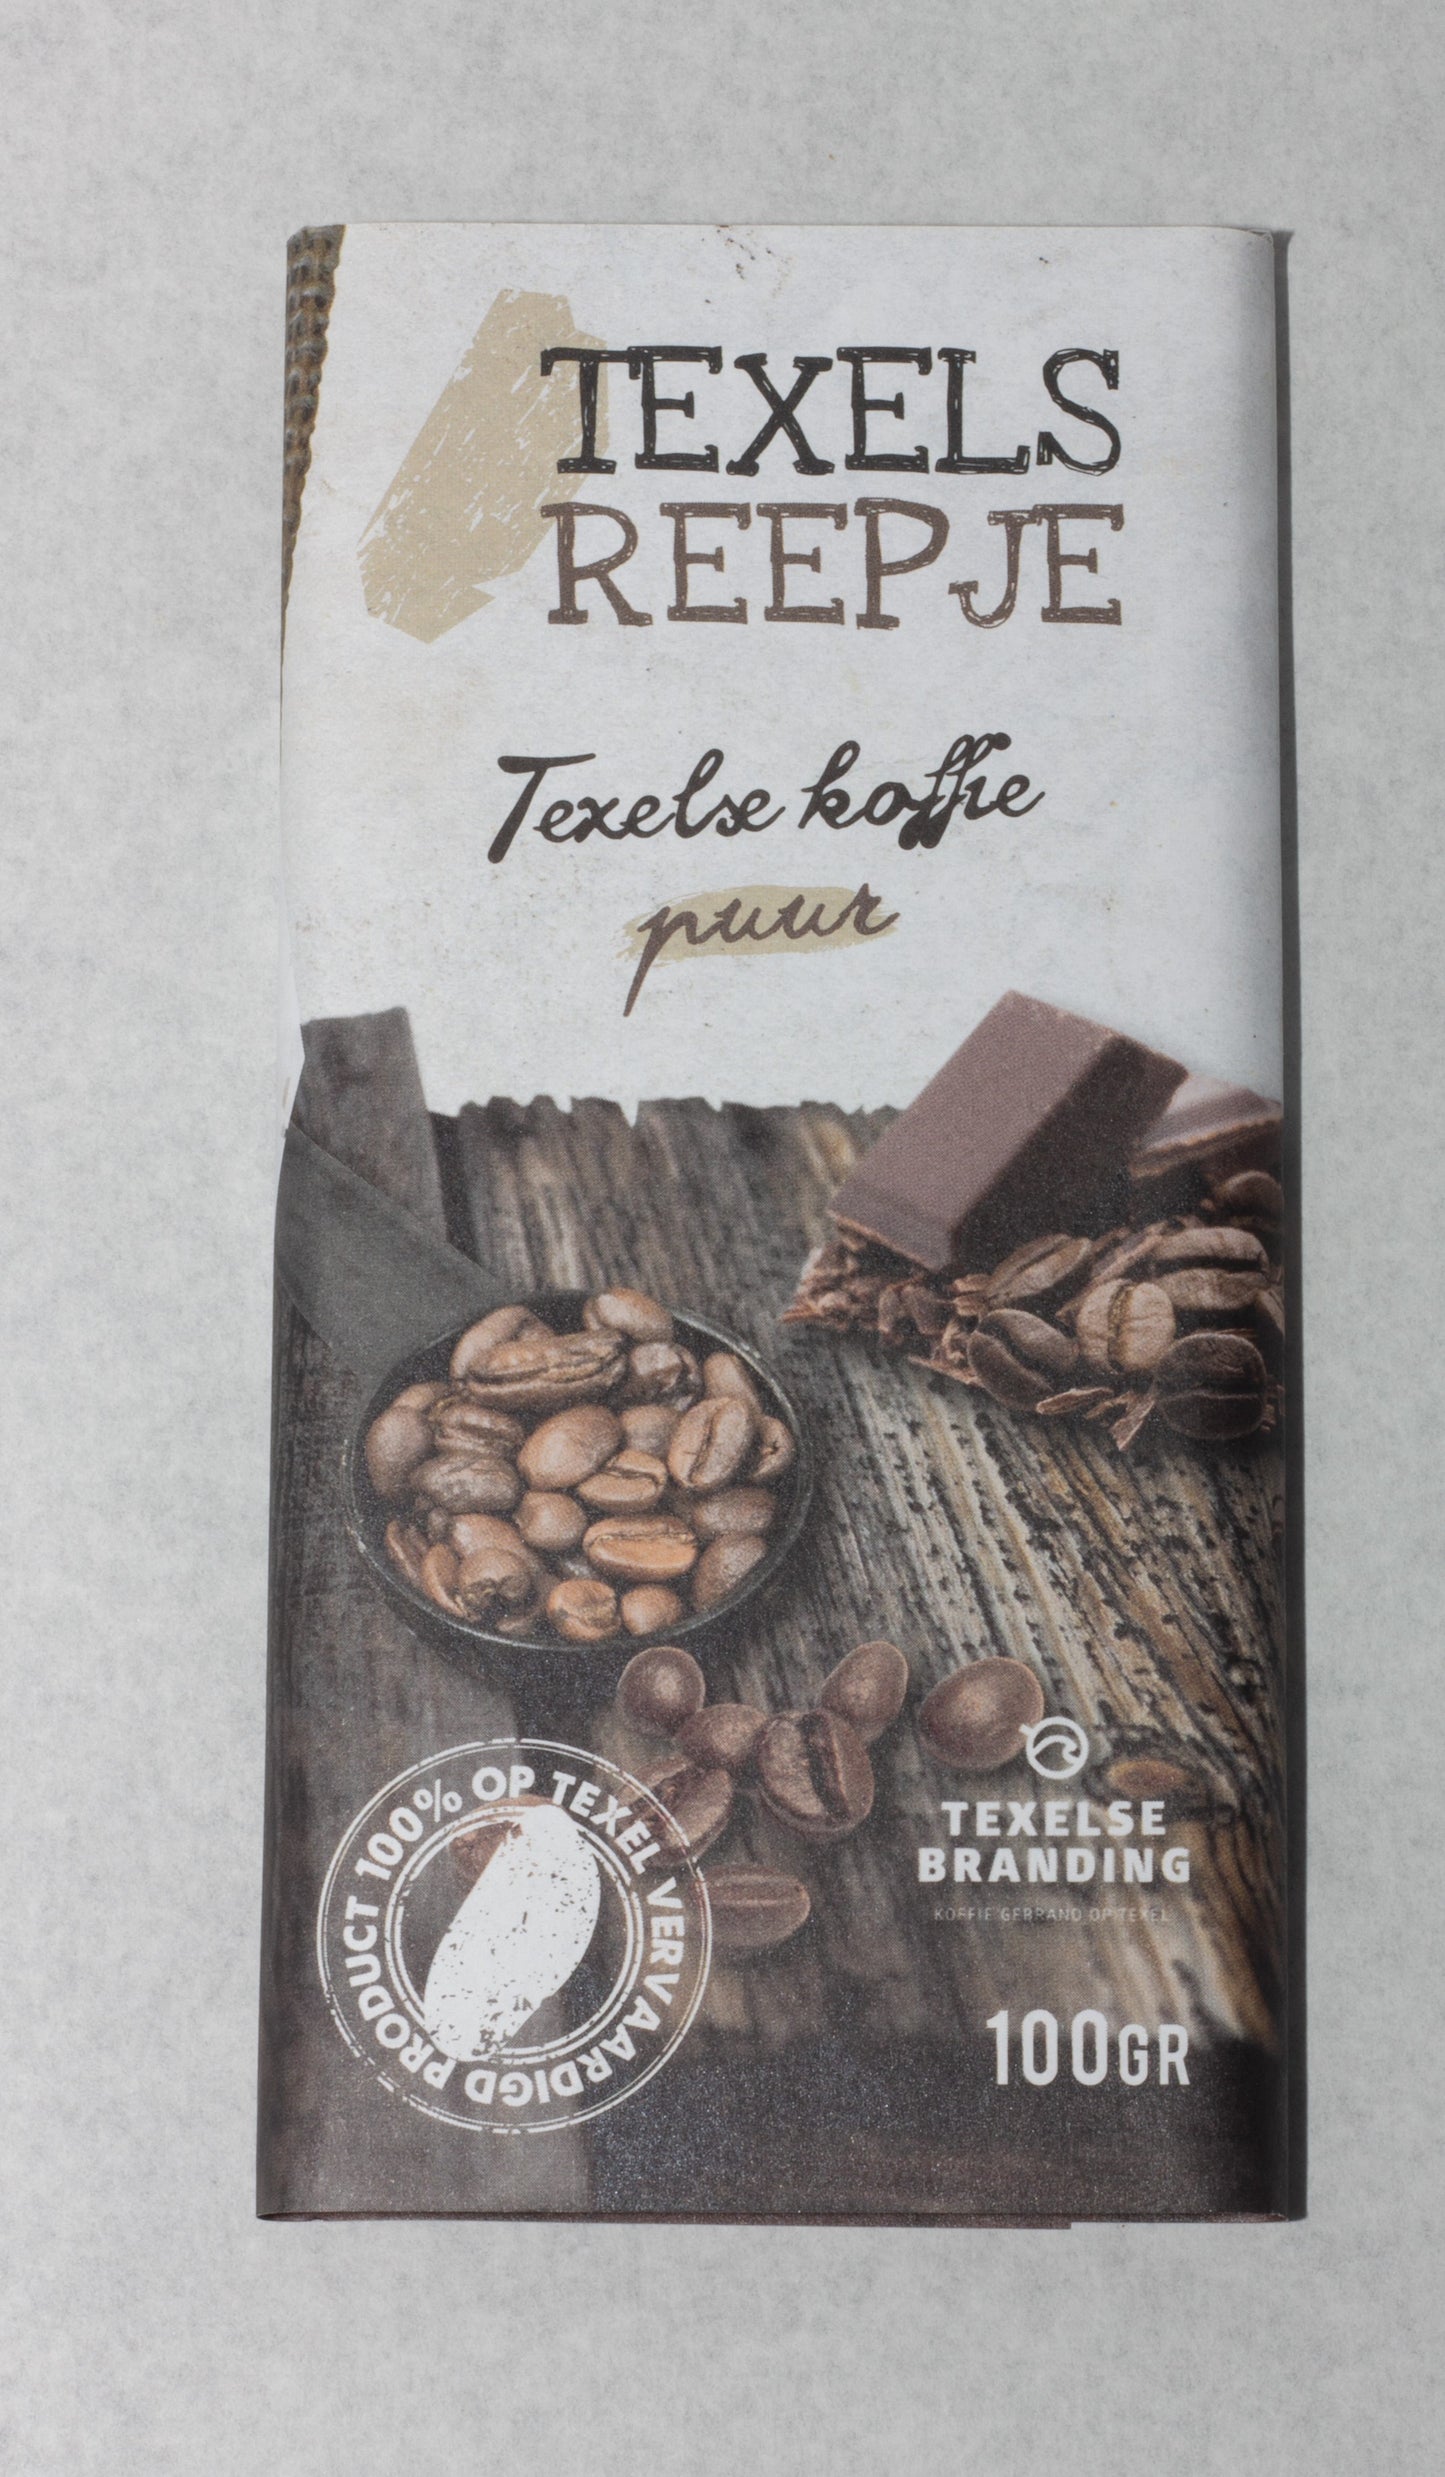 TEXELS
REEPJE
Texelse koffie
puur
100% OP TEXEL VERVAARDIGD PRODUCT
TEXELSE
BRANDING
KOFFIE GEBRAND OP TEXEL
100GR